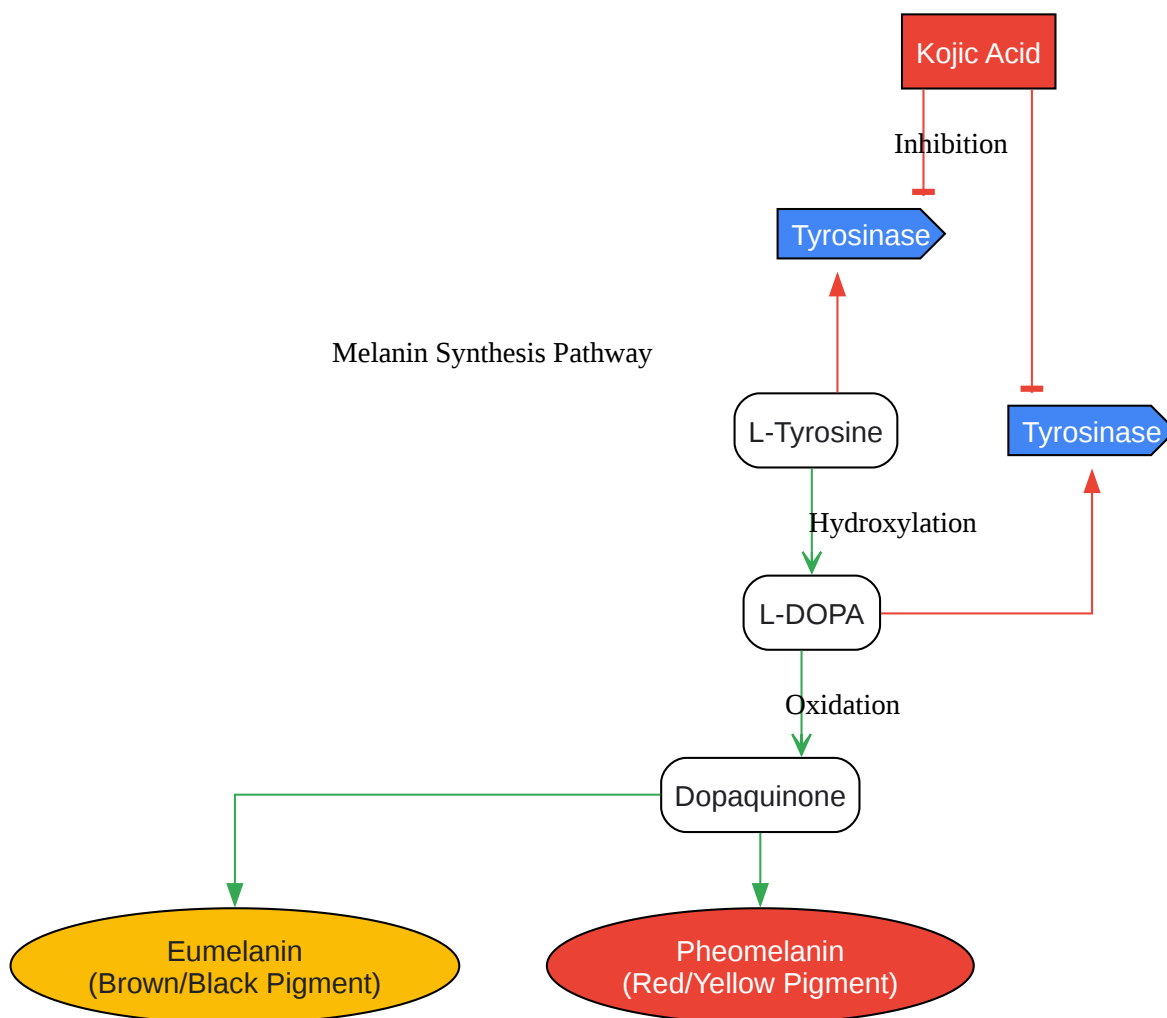 Kojic Acid
Inhibition
Tyrosinase
Melanin Synthesis Pathway
L-Tyrosine
Tyrosinase
Hydroxylation
L-DOPA
Oxidation
Dopaquinone
Eumelanin
(Brown/Black Pigment)
Pheomelanin
(Red/Yellow Pigment)